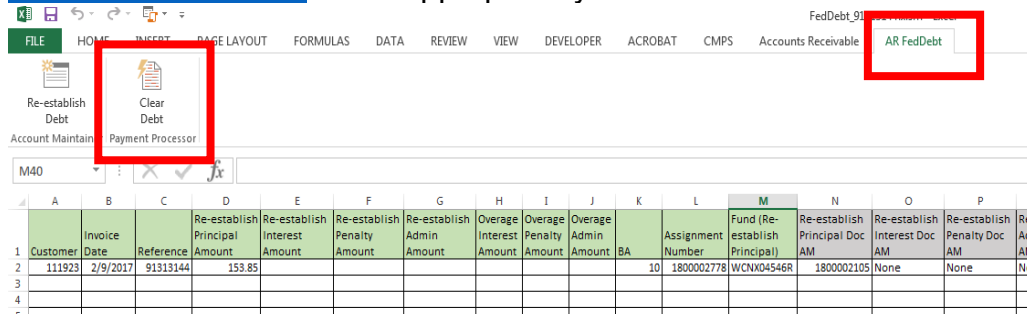 FILE HOME INSERT PAGE LAYOUT FORMULAS DATA REVIEW VIEW DEVELOPER ACROBAT CMPS Accounts Receivable AR FedDebt
Re-establish Debt
Clear Debt
Payment Processor
M40
fx
A B C D E F G H I J K L M N O P
1 Customer Invoice Date Reference Re-establish Principal Amount Re-establish Interest Amount Re-establish Penalty Amount Re-establish Admin Amount Overage Interest Amount Overage Penalty Amount Overage Admin Amount BA Assignment Number Fund (Re-establish Principal) Re-establish Principal Doc AM Re-establish Interest Doc AM Re-establish Penalty Doc AM
2 111923 2/9/2017 91313144 153.85 10 1800002778 WCNX04546R 1800002105 None None
3
4